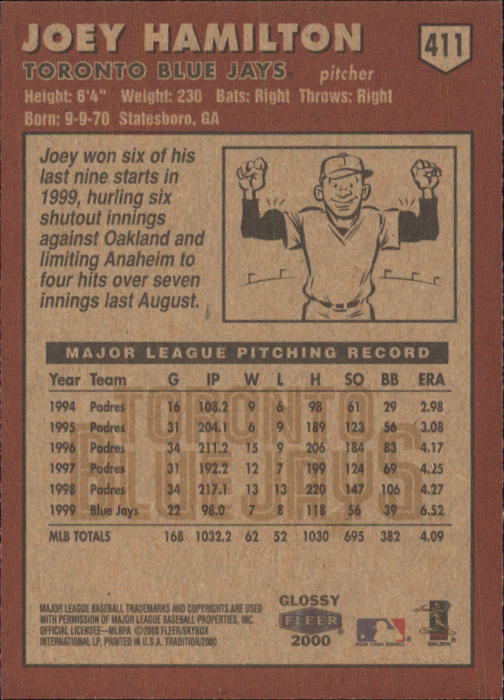 JOEY HAMILTON
411
TORONTO BLUE JAYS pitcher
Height: 6'4" Weight: 230 Bats: Right Throws: Right
Born: 9-9-70 Statesboro, GA
Joey won six of his
last nine starts in
1999, hurling six
shutout innings
against Oakland and
limiting Anaheim to
four hits over seven
innings last August.
MAJOR LEAGUE PITCHING RECORD
Year Team G IP W L H SO BB ERA
1994 Padres 16 108.2 9 6 98 61 29 2.98
1995 Padres 31 204.1 6 9 189 123 56 3.08
1996 Padres 34 211.2 15 9 206 184 83 4.17
1997 Padres 31 192.2 12 7 199 124 69 4.25
1998 Padres 34 217.1 13 13 220 147 106 4.27
1999 Blue Jays 22 98.0 7 8 118 56 39 6.52
MLB TOTALS 168 1032.2 62 52 1030 695 382 4.09
TORONTO
BLUE JAYS
MAJOR LEAGUE BASEBALL TRADEMARKS AND COPYRIGHTS ARE USED
WITH PERMISSION OF MAJOR LEAGUE BASEBALL PROPERTIES, INC.
OFFICIAL LICENSEE—MLBPA ©2000 FLEER/SKYBOX
INTERNATIONAL LP. PRINTED IN U.S.A. TRADITION/2000
GLOSSY
FLEER
2000
MAJOR LEAGUE BASEBALL
©MLBPA